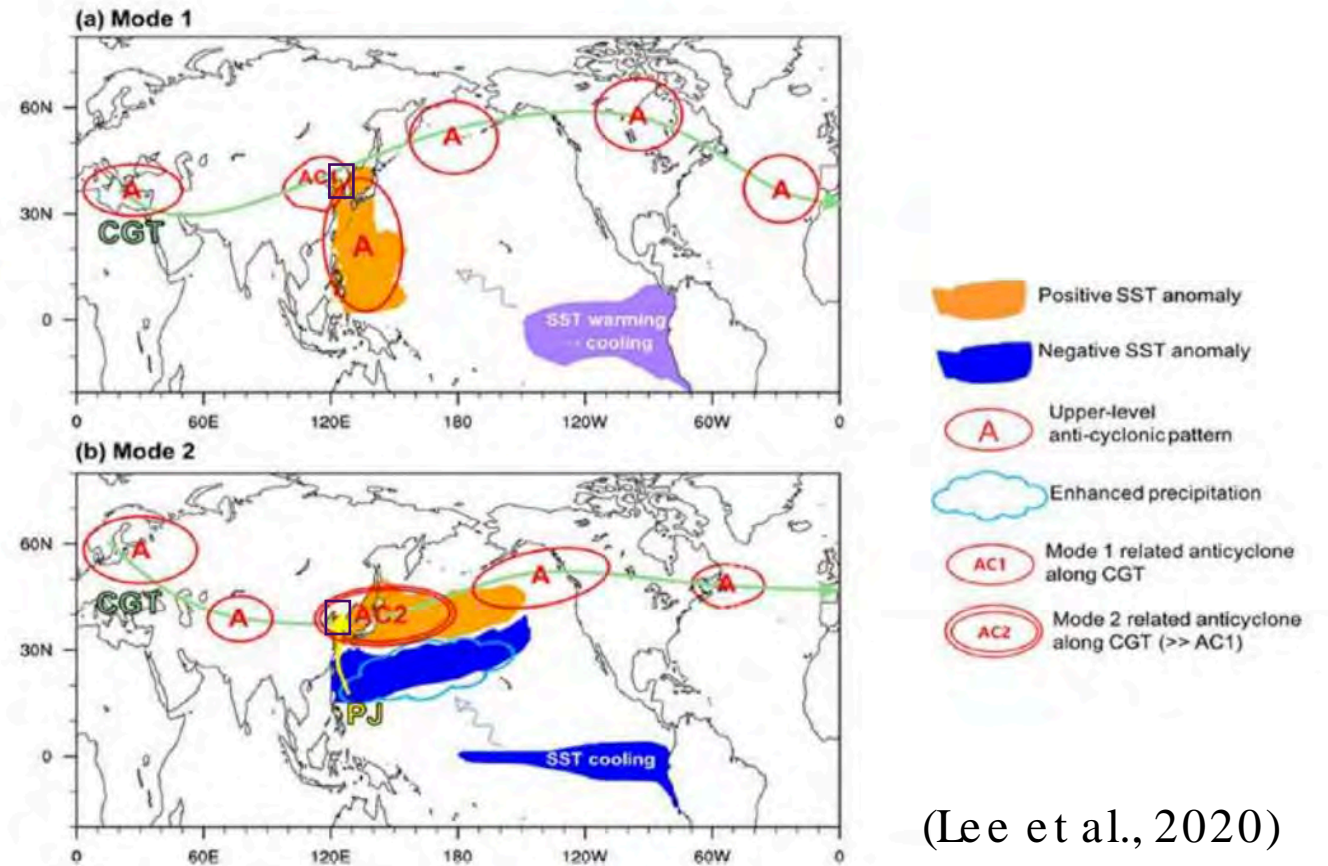 (a) Mode 1
60N
30N
0
A
AC1
A
A
A
A
CGT
SST warming
→ cooling
0
60E
120E
180
120W
60W
0
(b) Mode 2
60N
30N
0
A
CGT
A
AC2
A
A
PJ
SST cooling
0
60E
120E
180
120W
60W
0
Positive SST anomaly
Negative SST anomaly
A
Upper-level
anti-cyclonic pattern
Enhanced precipitation
AC1
Mode 1 related anticyclone
along CGT
AC2
Mode 2 related anticyclone
along CGT (>> AC1)
(Lee et al., 2020)